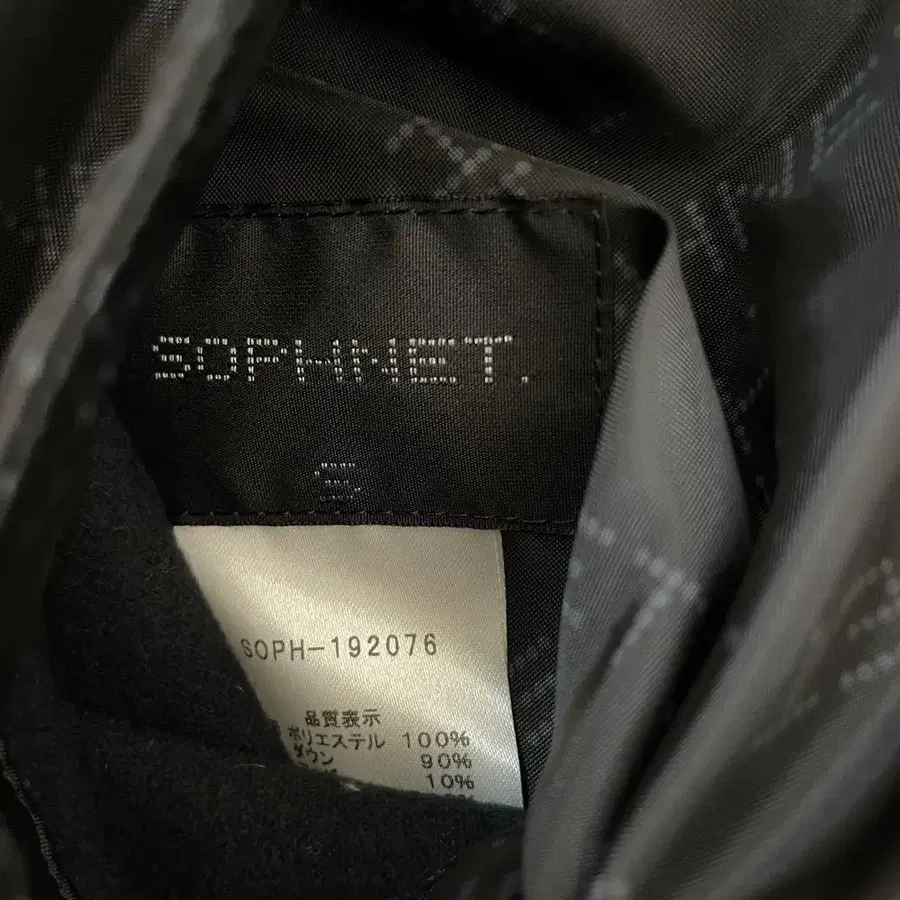 SOPHNET.
S
SOPH-192076
品質表示
ポリエステル 100%
ダウン 90%
10%